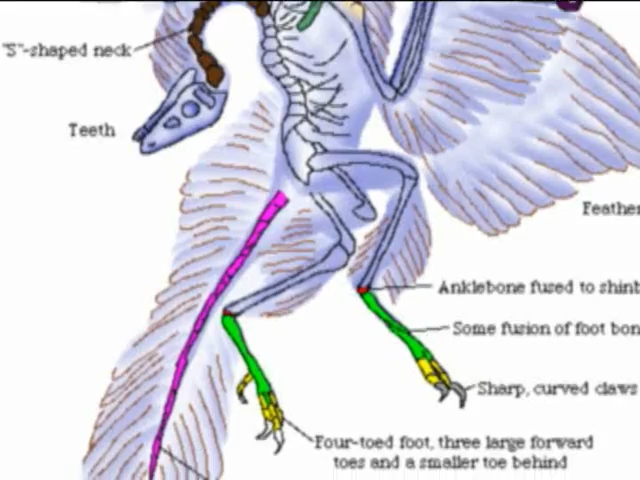 "S"-shaped neck
Teeth
Feather
Anklebone fused to shinb
Some fusion of foot bon
Sharp, curved claws
Four-toed foot, three large forward
toes and a smaller toe behind